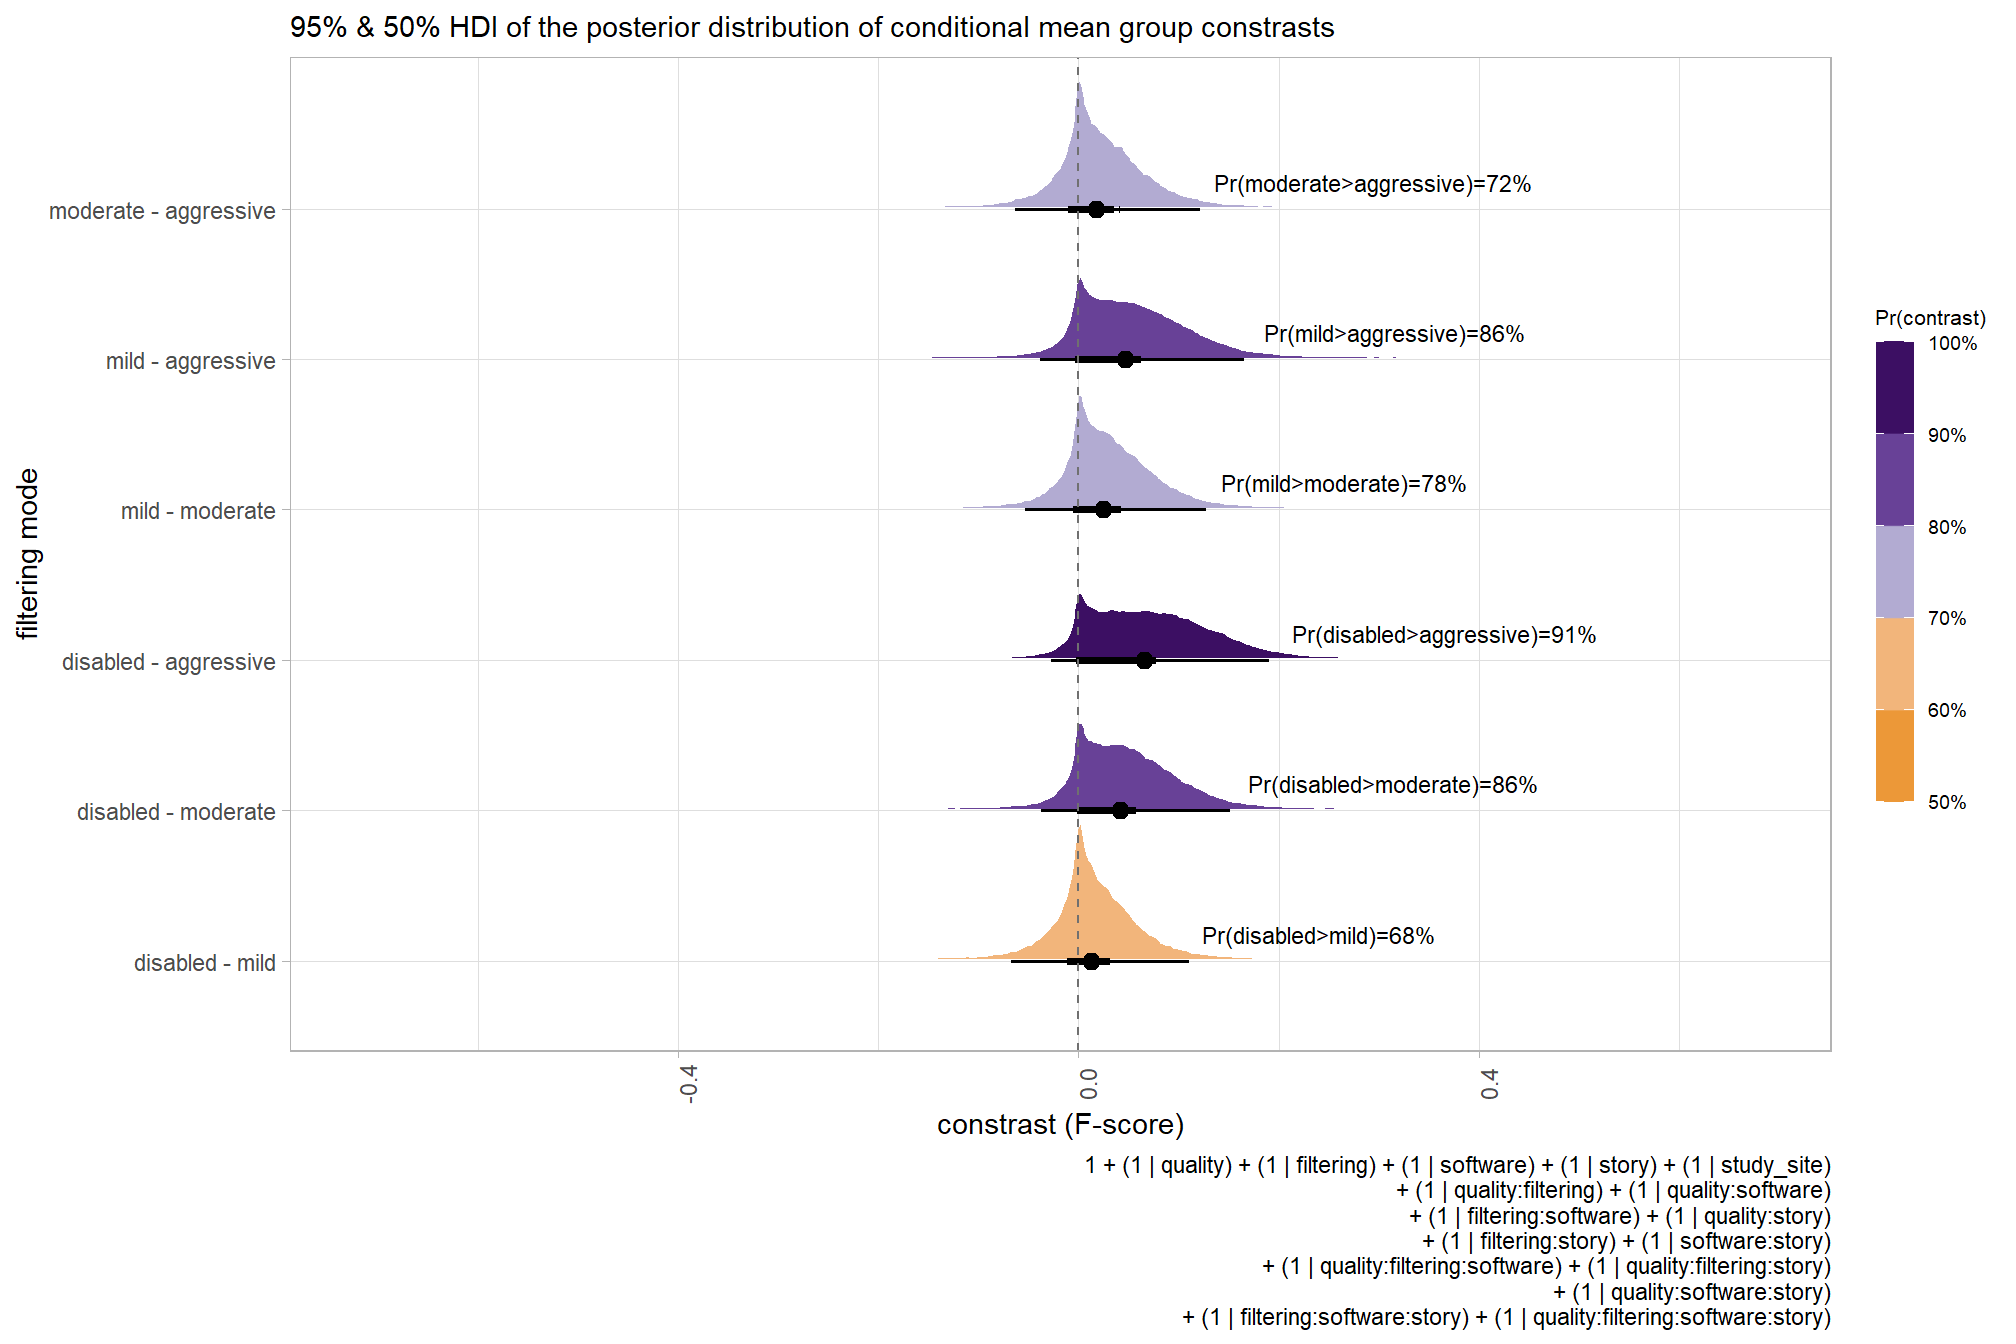 95% & 50% HDI of the posterior distribution of conditional mean group constrasts
filtering mode
moderate - aggressive
mild - aggressive
mild - moderate
disabled - aggressive
disabled - moderate
disabled - mild
Pr(moderate>aggressive)=72%
Pr(mild>aggressive)=86%
Pr(mild>moderate)=78%
Pr(disabled>aggressive)=91%
Pr(disabled>moderate)=86%
Pr(disabled>mild)=68%
Pr(contrast)
100%
90%
80%
70%
60%
50%
-0.4
0.0
0.4
constrast (F-score)
1 + (1 | quality) + (1 | filtering) + (1 | software) + (1 | story) + (1 | study_site)
+ (1 | quality:filtering) + (1 | quality:software)
+ (1 | filtering:software) + (1 | quality:story)
+ (1 | filtering:story) + (1 | software:story)
+ (1 | quality:filtering:software) + (1 | quality:filtering:story)
+ (1 | quality:software:story)
+ (1 | filtering:software:story) + (1 | quality:filtering:software:story)